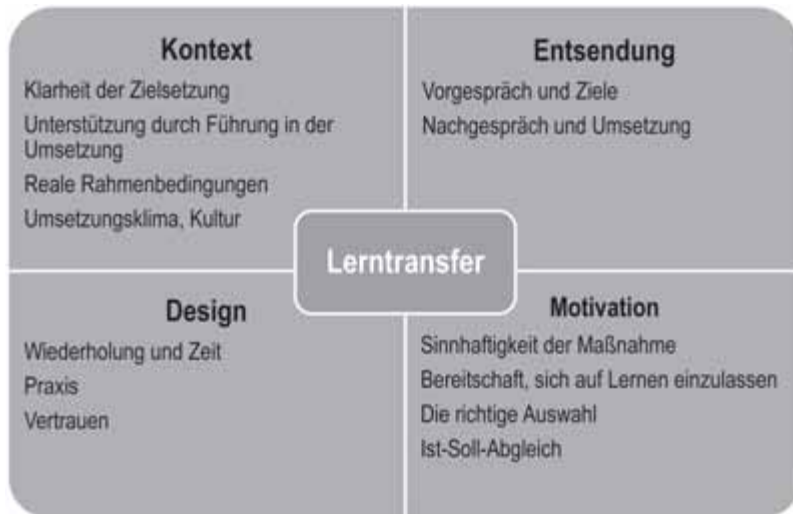 Kontext
Klarheit der Zielsetzung
Unterstützung durch Führung in der
Umsetzung
Reale Rahmenbedingungen
Umsetzungsklima, Kultur
Entsendung
Vorgespräch und Ziele
Nachgespräch und Umsetzung
Lerntransfer
Design
Wiederholung und Zeit
Praxis
Vertrauen
Motivation
Sinnhaftigkeit der Maßnahme
Bereitschaft, sich auf Lernen einzulassen
Die richtige Auswahl
Ist-Soll-Abgleich